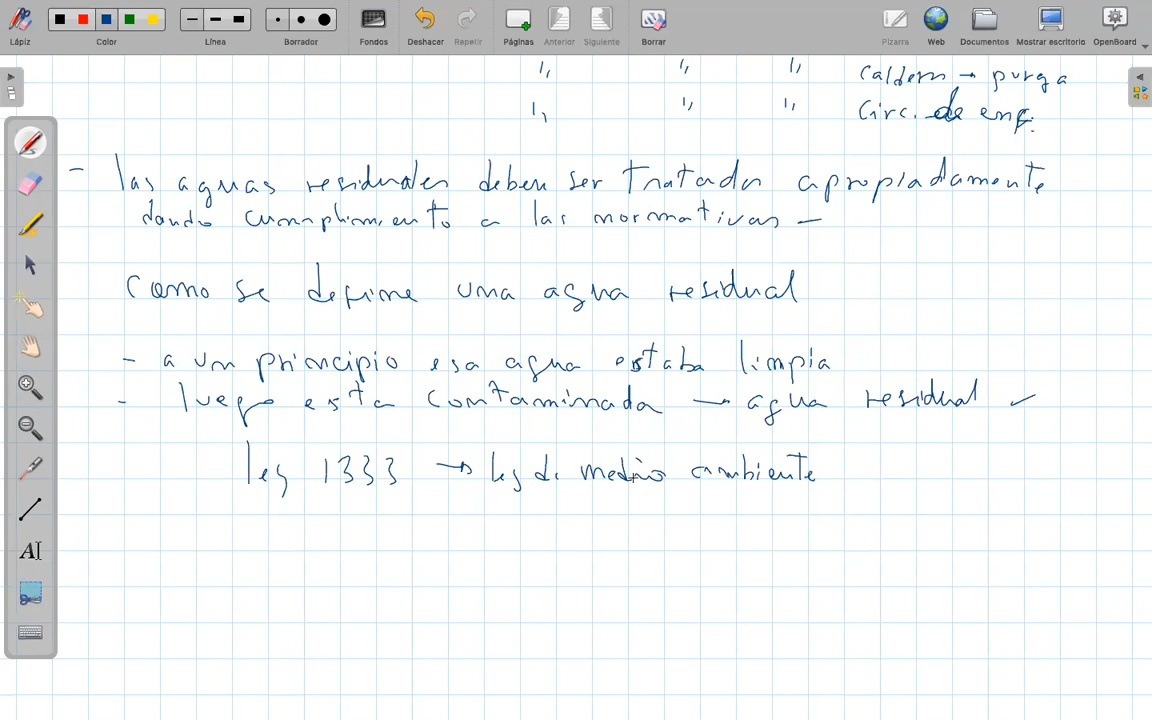 Lápiz Color Línea Borrador Fondos Deshacer Repetir Páginas Anterior Siguiente Borrar Pizarra Web Documentos Mostrar escritorio OpenBoard
" " " Caldera → purga
" " " Circ. de enf.
- las aguas residuales deben ser tratadas apropiadamente
dando cumplimiento a las normativas -
Como se define una agua residual
- a un principio esa agua estaba limpia
- luego esta contaminada → agua residual ✓
ley 1333 → ley de medio ambiente